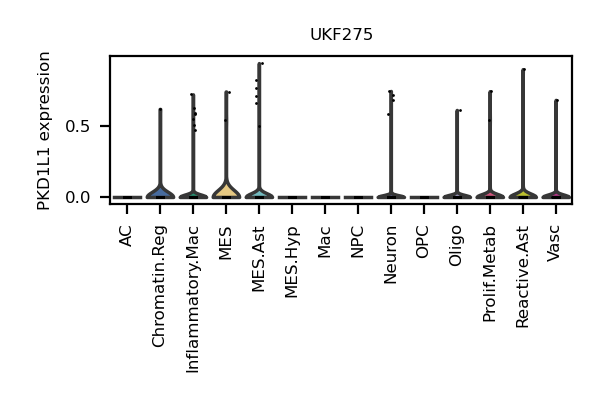 UKF275
PKD1L1 expression
0.5
0.0
AC
Chromatin.Reg
Inflammatory.Mac
MES
MES.Ast
MES.Hyp
Mac
NPC
Neuron
OPC
Oligo
Prolif.Metab
Reactive.Ast
Vasc